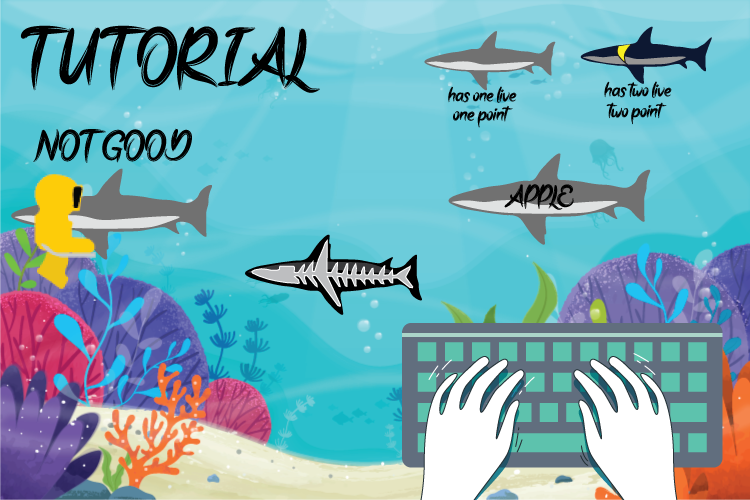 TUTORIAL
has one live
one point
has two live
two point
NOT GOOD
APPLE